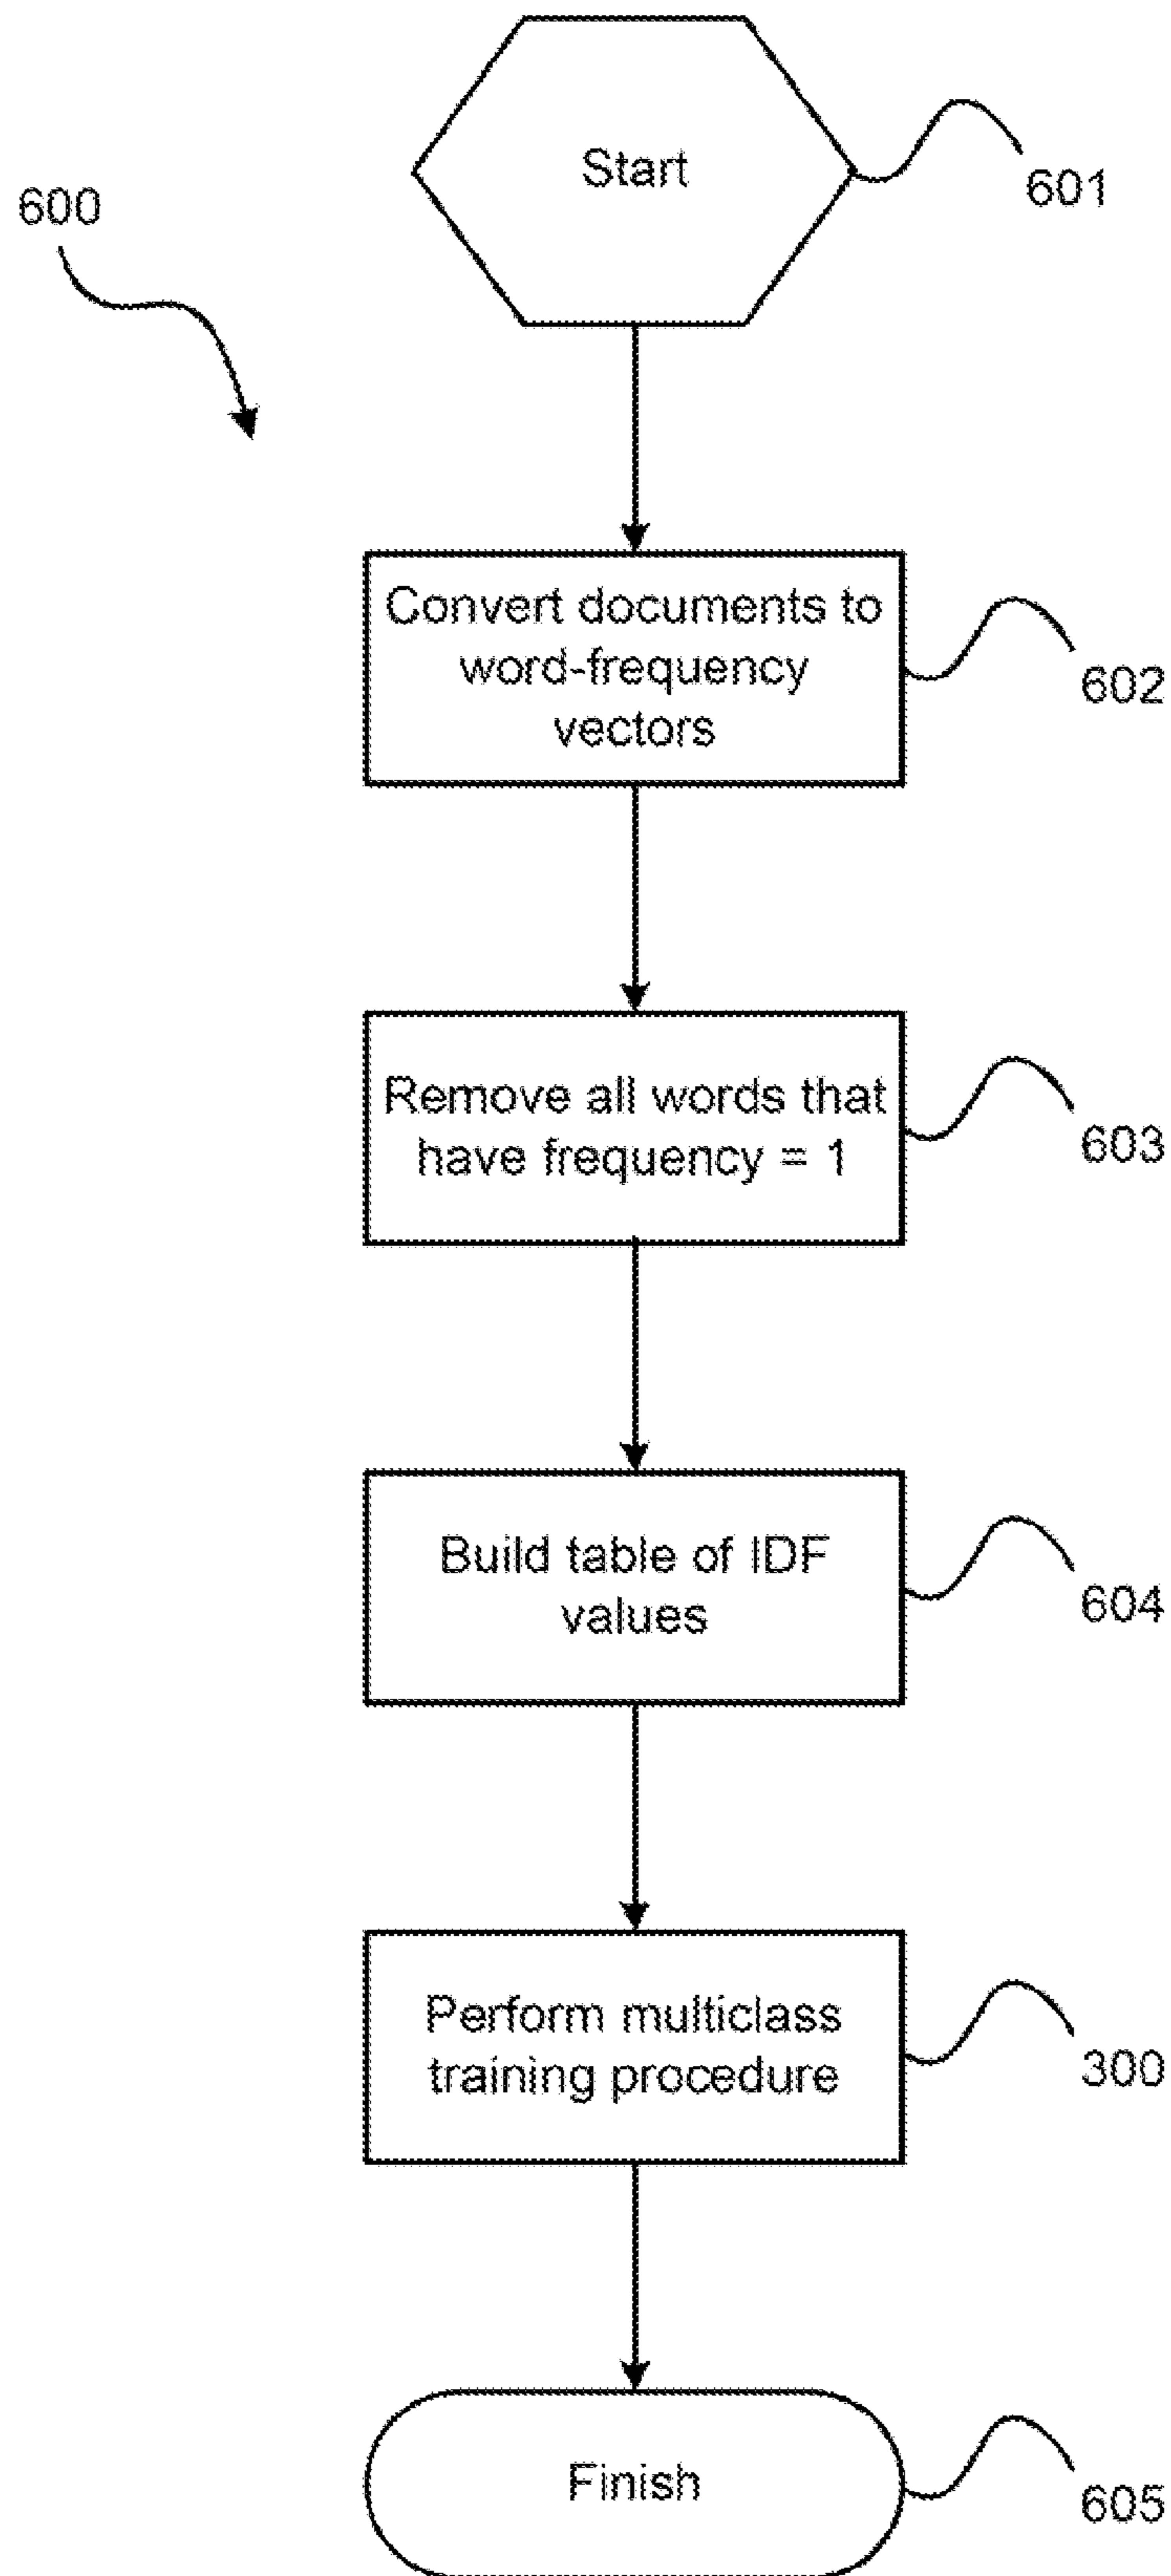 Start
601
600
Convert documents to
word-frequency
vectors
602
Remove all words that
have frequency = 1
603
Build table of IDF
values
604
Perform multiclass
training procedure
300
Finish
605